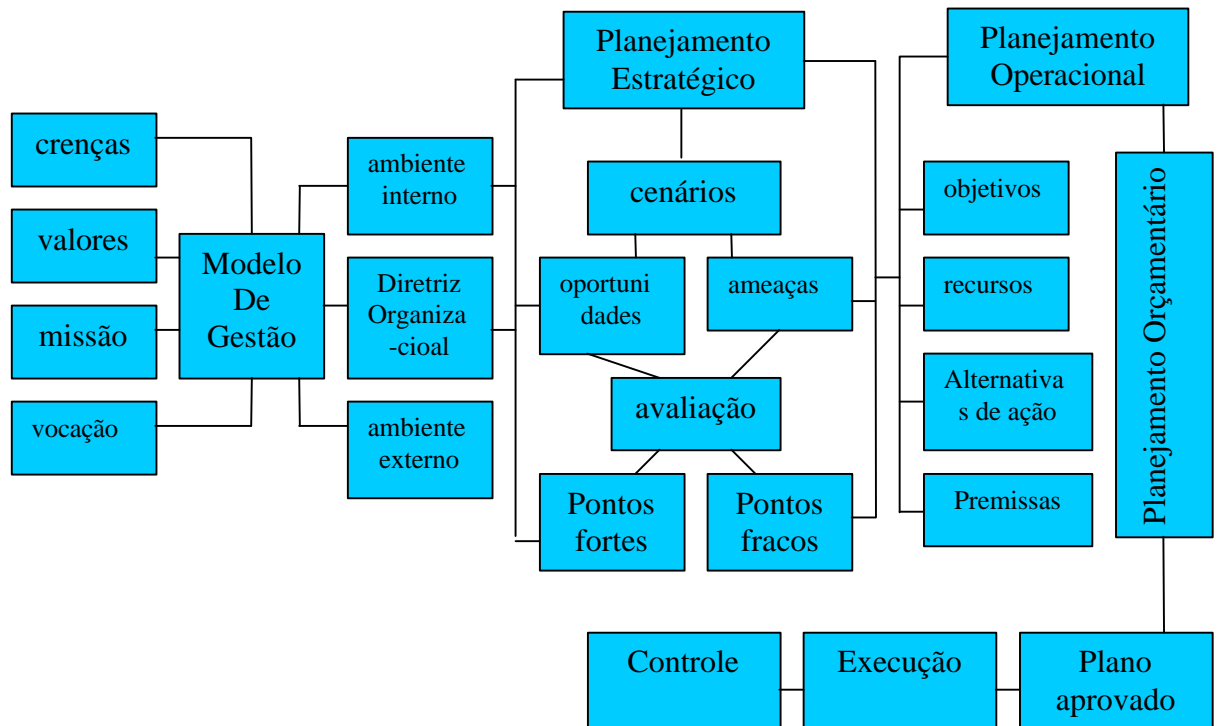 crenças
valores
missão
vocação
Modelo
De
Gestão
ambiente
interno
Diretriz
Organiza
-cioal
ambiente
externo
Planejamento
Estratégico
cenários
oportuni
dades
ameaças
avaliação
Pontos
fortes
Pontos
fracos
Planejamento
Operacional
objetivos
recursos
Alternativa
s de ação
Premissas
Planejamento Orçamentário
Controle
Execução
Plano
aprovado